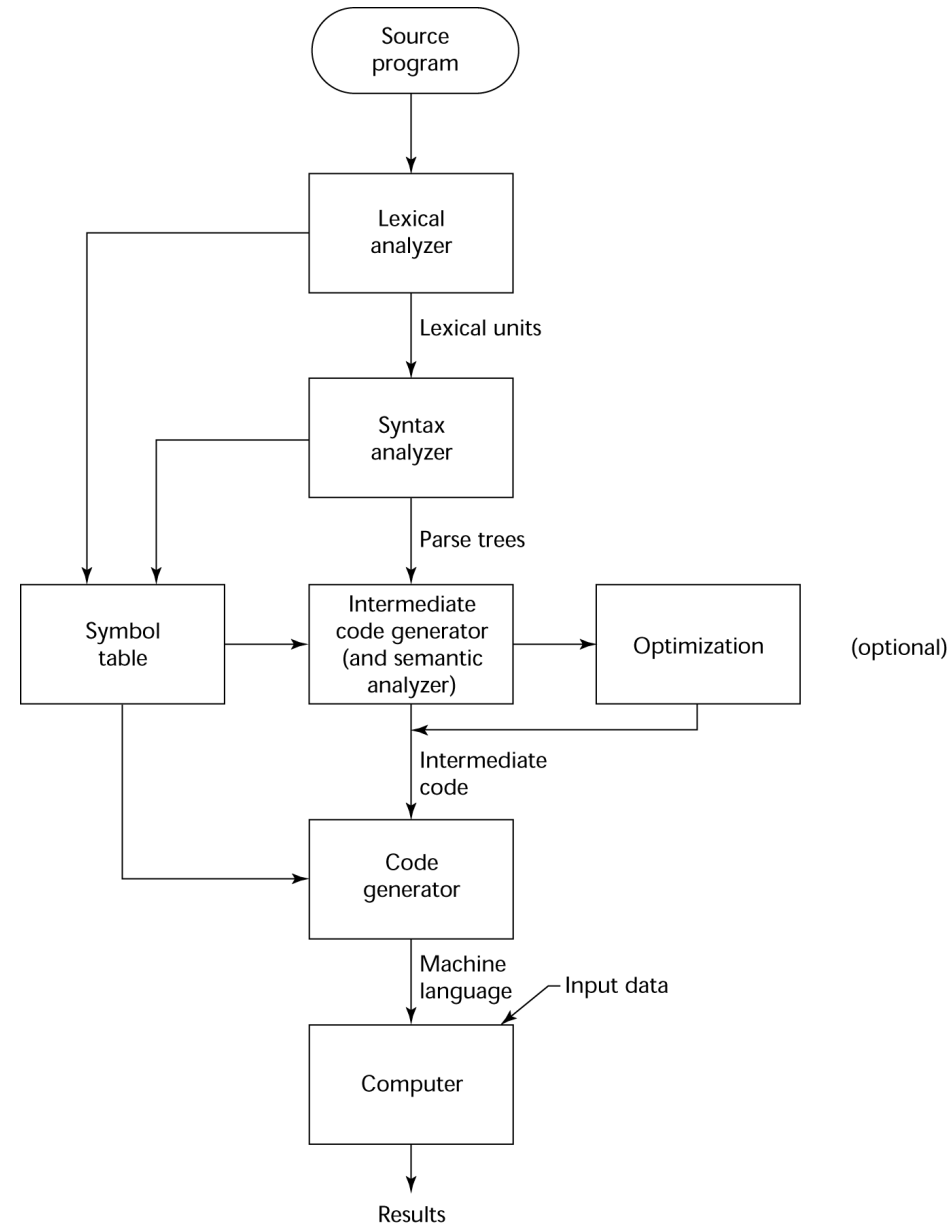 Source
program
Lexical
analyzer
Lexical units
Syntax
analyzer
Parse trees
Symbol
table
Intermediate
code generator
(and semantic
analyzer)
Optimization
(optional)
Intermediate
code
Code
generator
Machine
language
Input data
Computer
Results